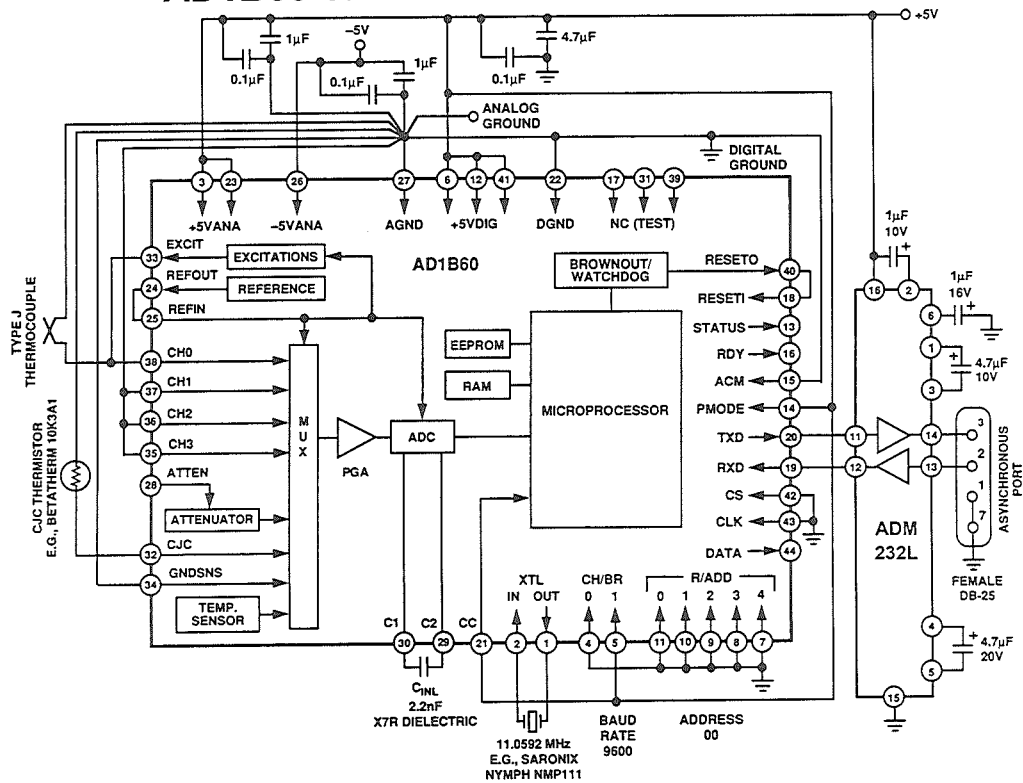 +5V
1µF
4.7µF
–5V
0.1µF
1µF
0.1µF
0.1µF
ANALOG
GROUND
DIGITAL
GROUND
3
23
26
27
6
12
41
22
17
31
39
+5VANA
–5VANA
AGND
+5VDIG
DGND
NC (TEST)
AD1B60
TYPE J
THERMOCOUPLE
CJC THERMISTOR
E.G., BETATHERM 10K3A1
33
EXCIT
EXCITATIONS
24
REFOUT
REFERENCE
25
REFIN
38
CH0
37
CH1
36
CH2
35
CH3
28
ATTEN
ATTENUATOR
32
CJC
34
GNDSNS
TEMP.
SENSOR
MUX
PGA
ADC
BROWNOUT/
WATCHDOG
EEPROM
RAM
MICROPROCESSOR
RESETO
40
RESETI
18
STATUS
13
RDY
16
ACM
15
PMODE
14
TXD
20
RXD
19
CS
42
CLK
43
DATA
44
C1
30
C2
29
CC
21
XTL
IN
OUT
2
1
CH/BR
0
1
4
5
R/ADD
0
1
2
3
4
11
10
9
8
7
CINL
2.2nF
X7R DIELECTRIC
11.0592 MHz
E.G., SARONIX
NYMPH NMP111
BAUD
RATE
9600
ADDRESS
00
1µF
10V
+
16
2
6
1µF
16V
+
1
+
4.7µF
10V
3
11
14
12
13
ADM
232L
3
2
1
7
ASYNCHRONOUS
PORT
FEMALE
DB-25
4
+
4.7µF
20V
5
15